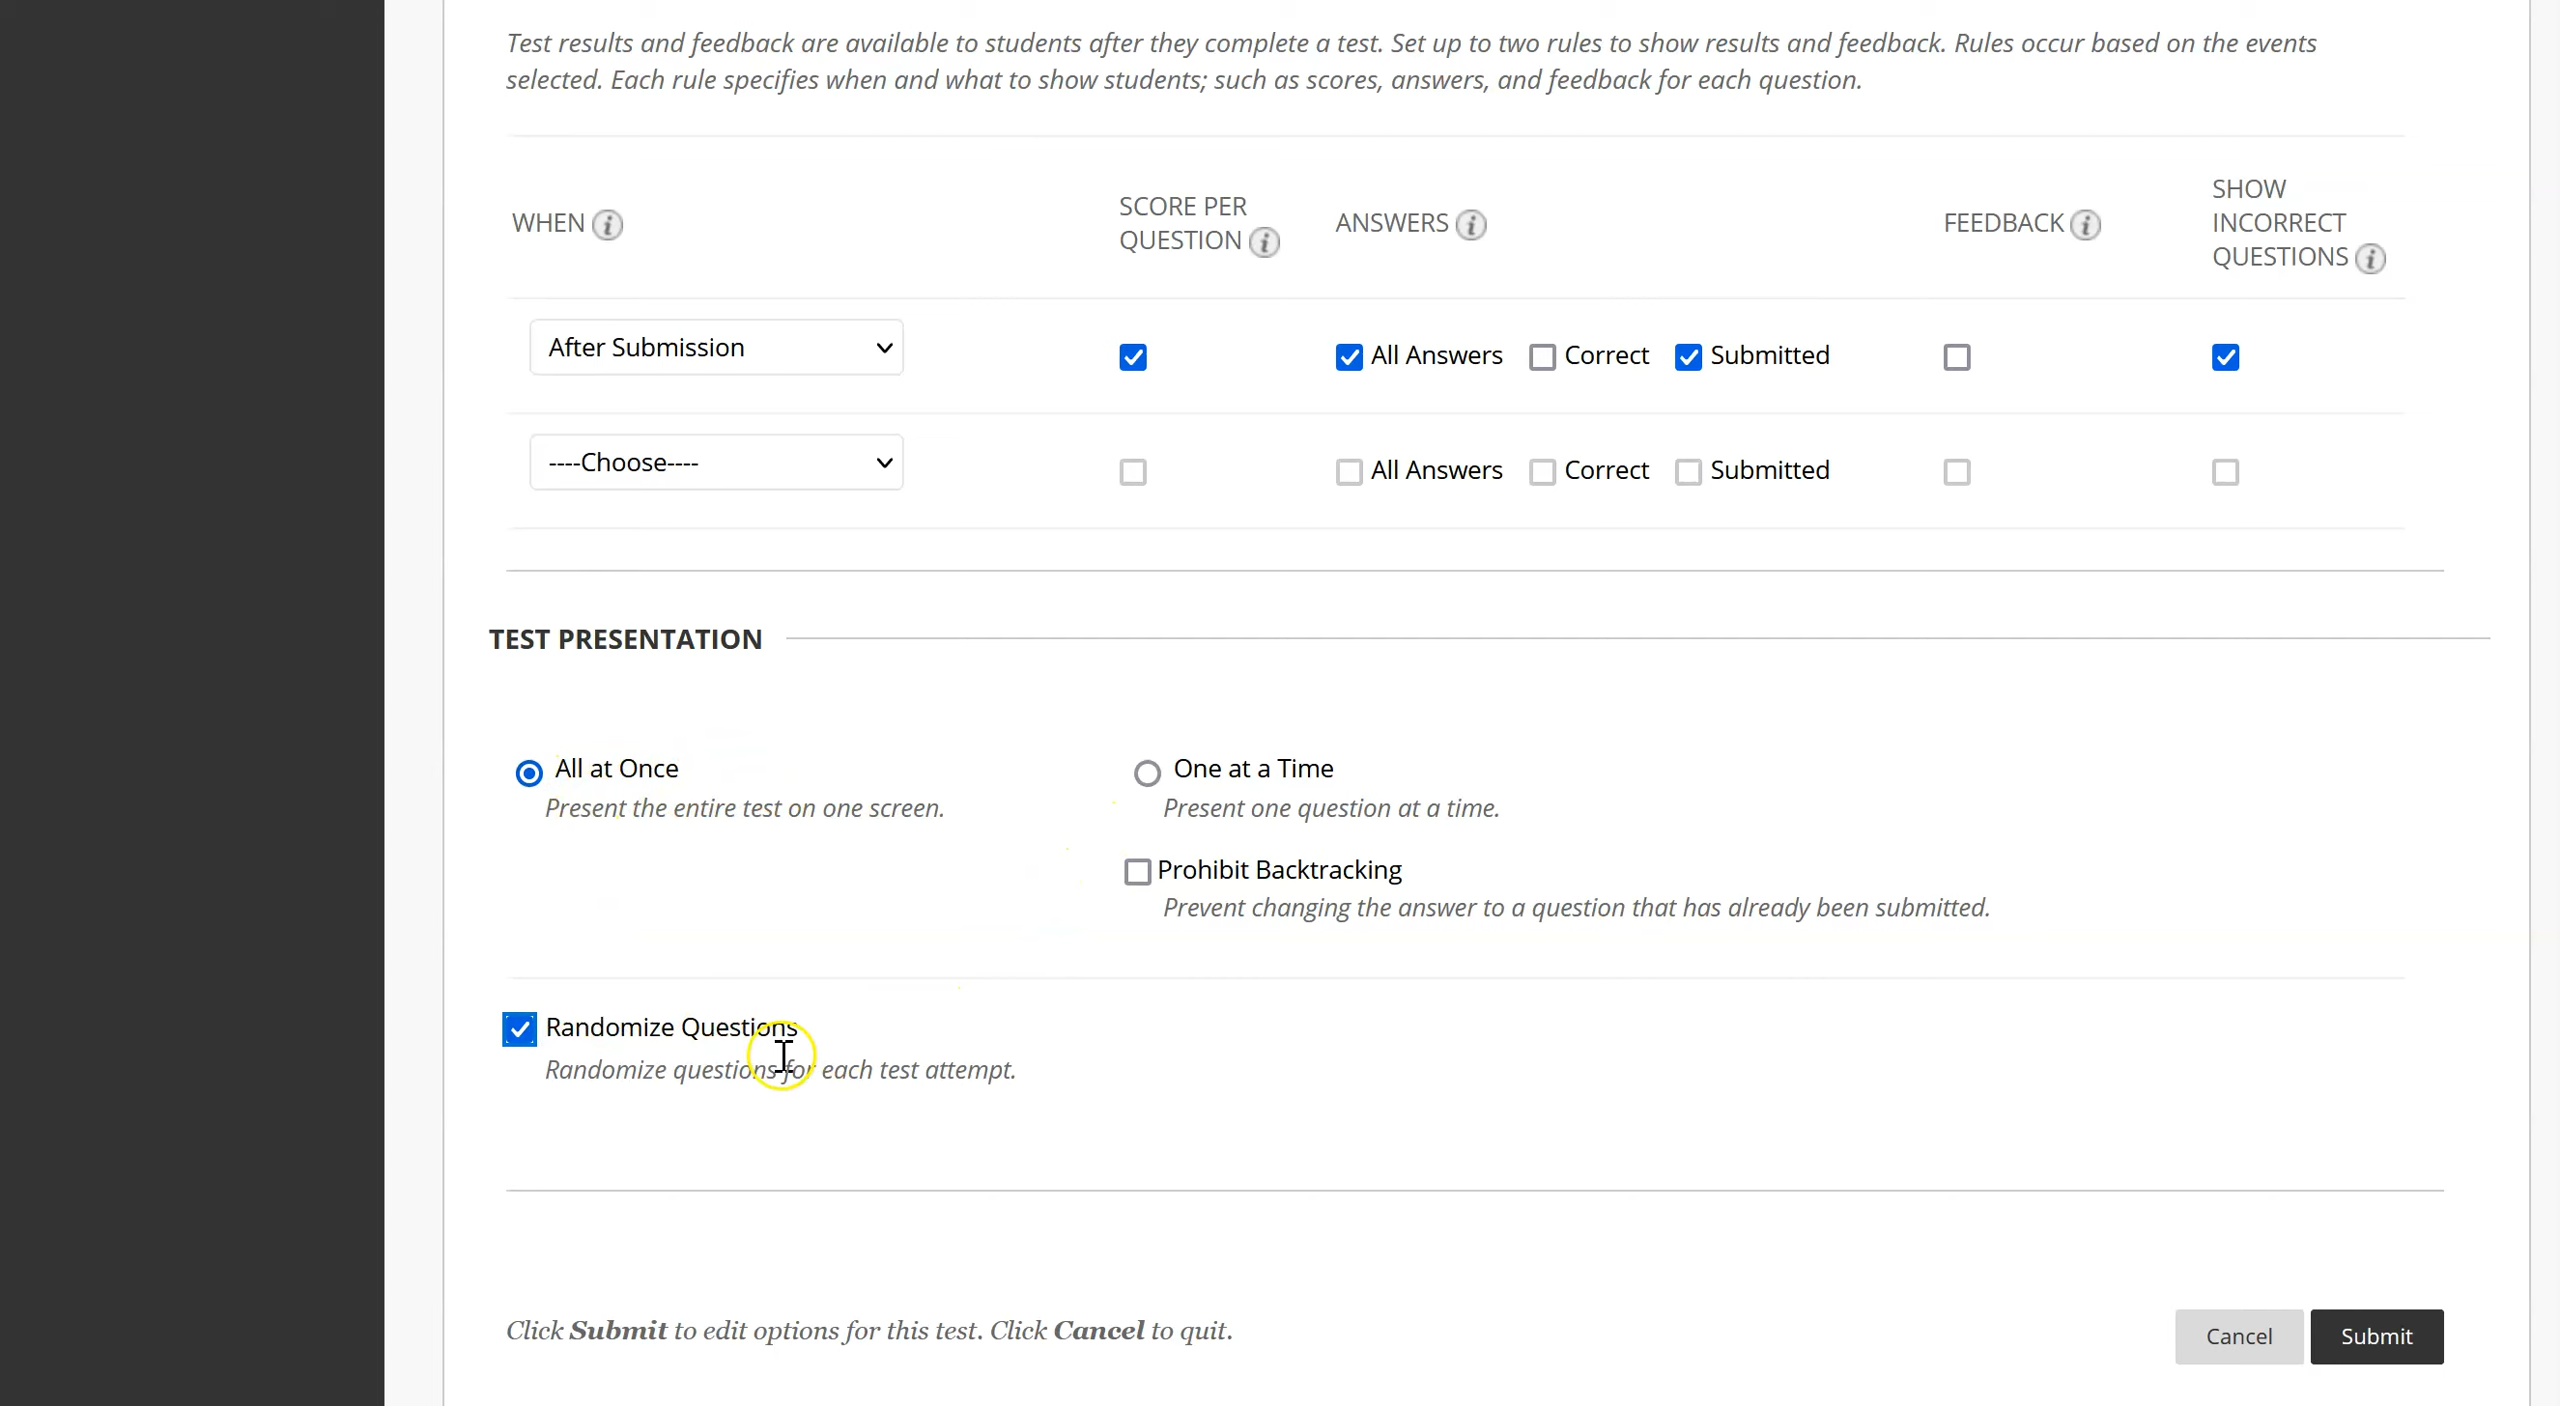 Test results and feedback are available to students after they complete a test. Set up to two rules to show results and feedback. Rules occur based on the events
selected. Each rule specifies when and what to show students; such as scores, answers, and feedback for each question.
WHEN
SCORE PER
QUESTION
ANSWERS
FEEDBACK
SHOW
INCORRECT
QUESTIONS
After Submission
All Answers Correct Submitted
----Choose----
All Answers Correct Submitted
TEST PRESENTATION
All at Once
Present the entire test on one screen.
One at a Time
Present one question at a time.
Prohibit Backtracking
Prevent changing the answer to a question that has already been submitted.
Randomize Questions
Randomize questions for each test attempt.
Click Submit to edit options for this test. Click Cancel to quit.
Cancel
Submit